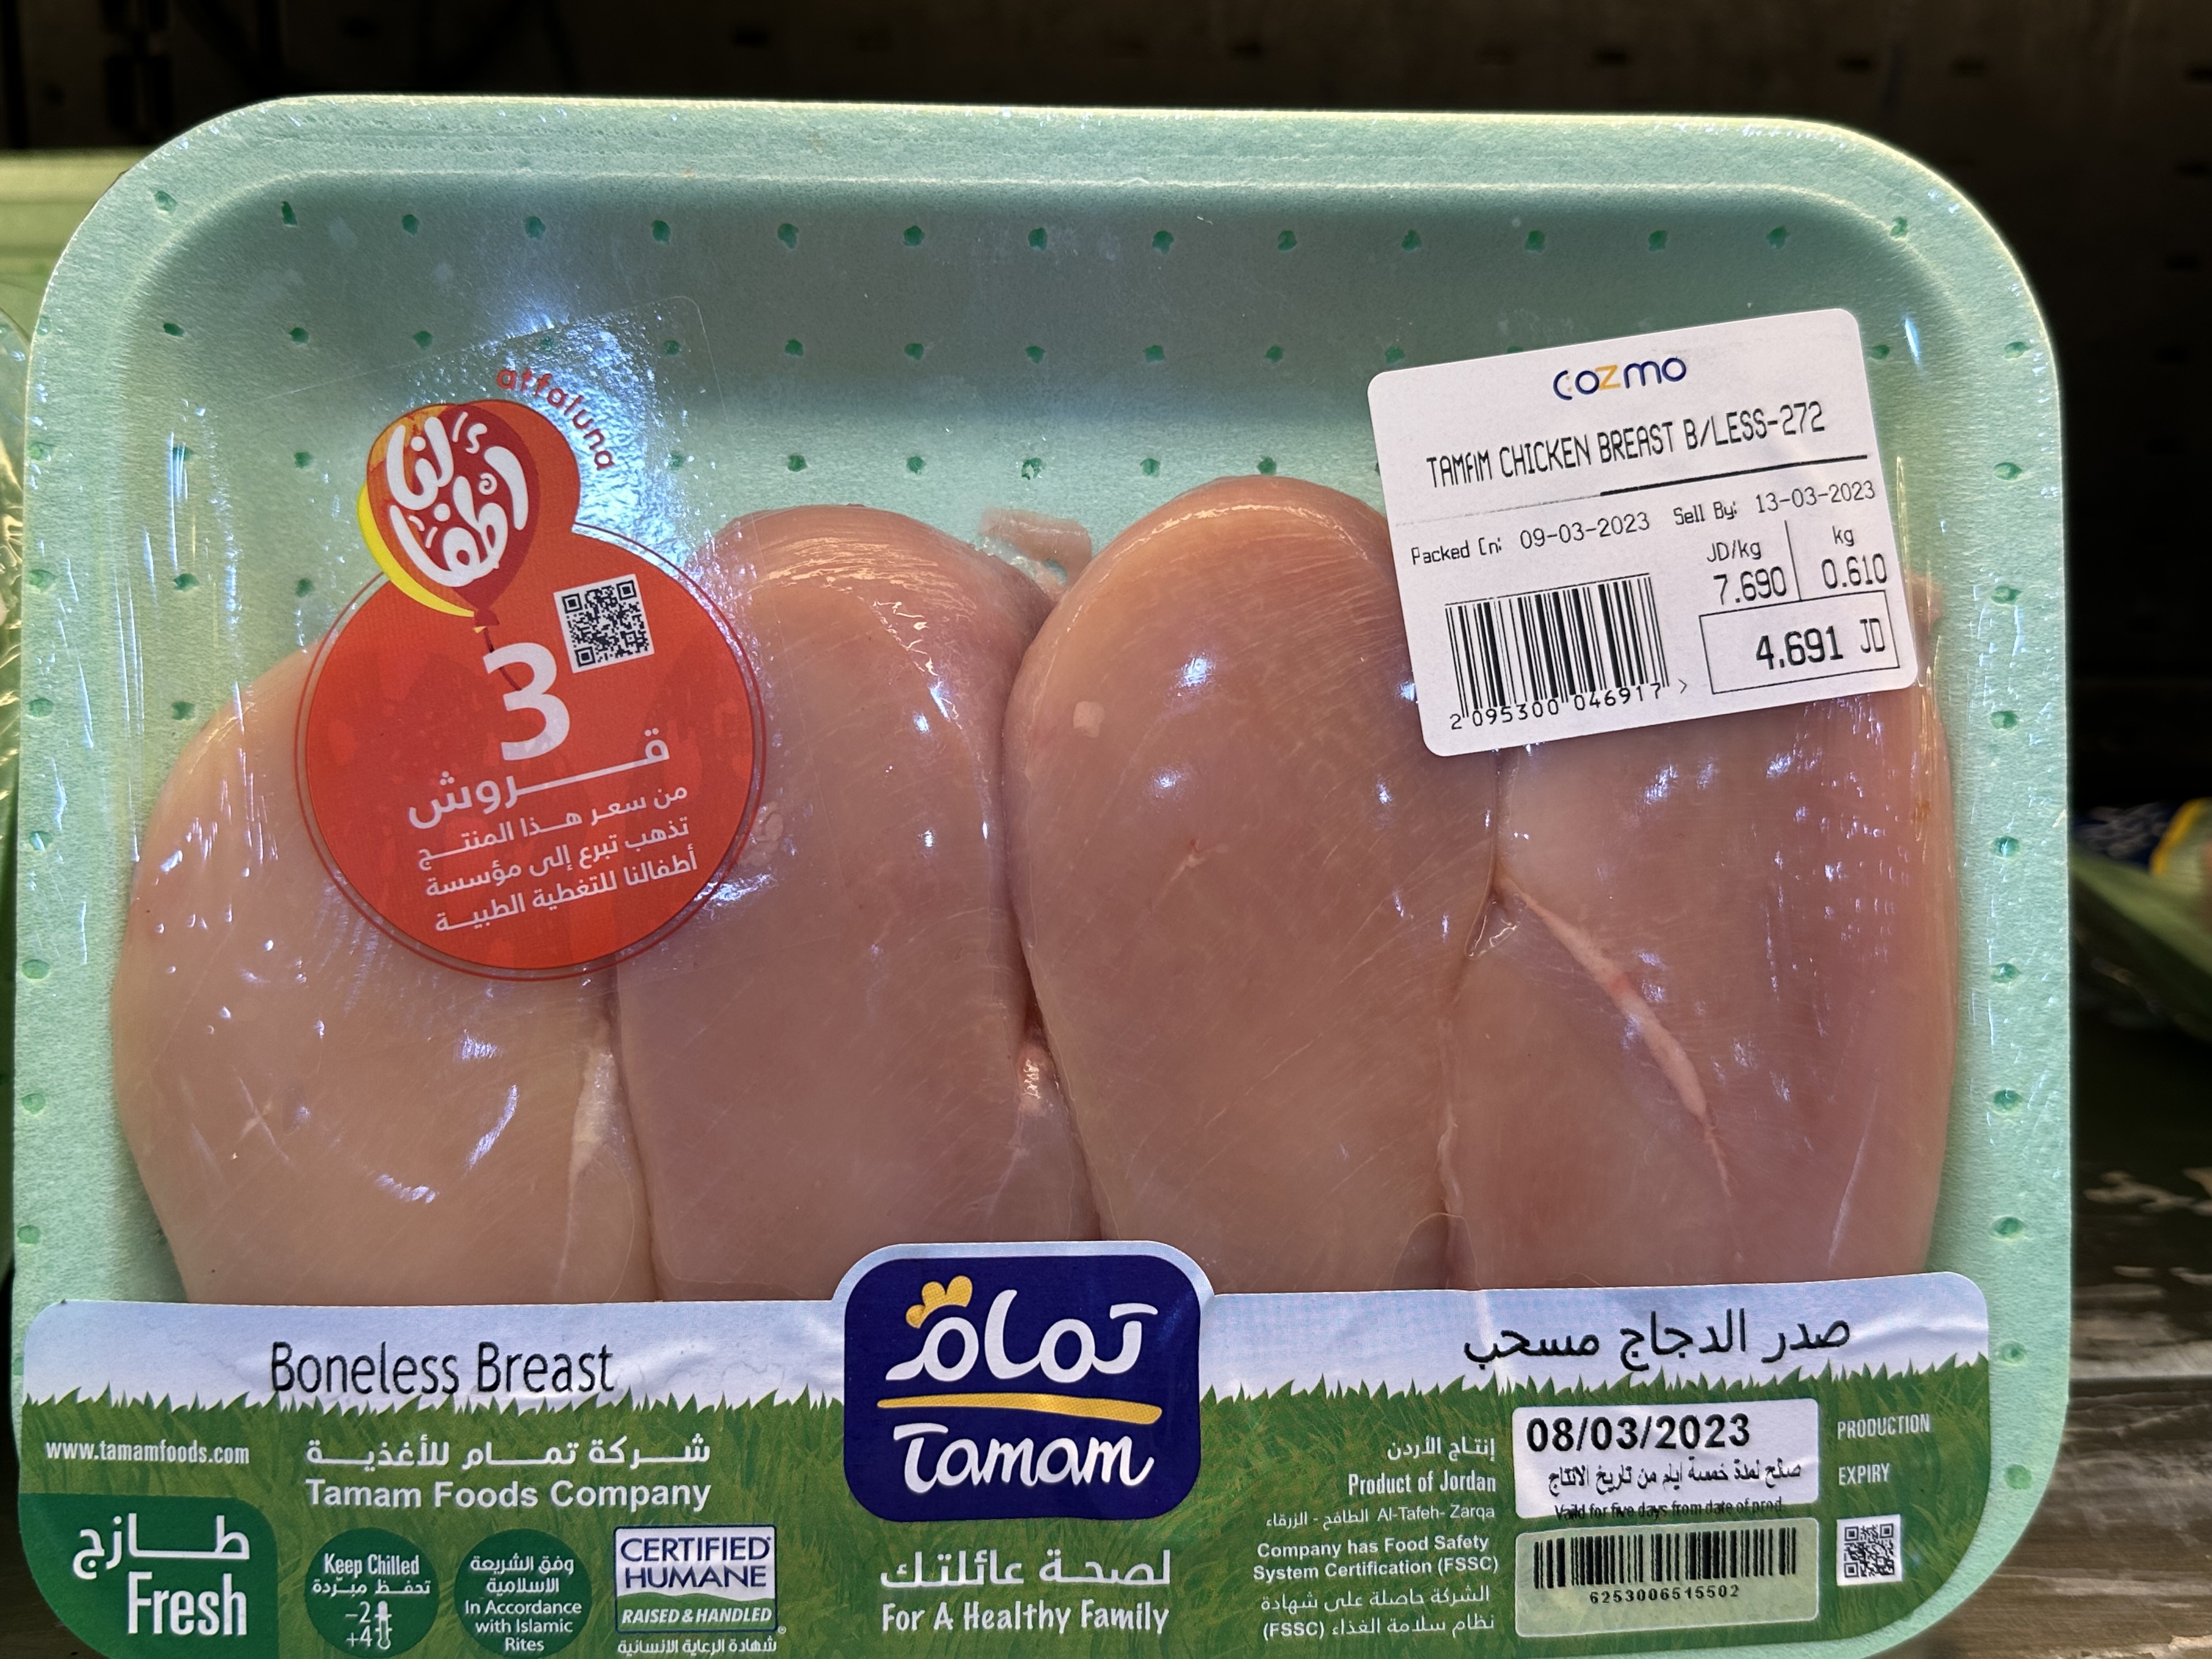 atfaluna
أطفالنا
3
قروش
من سعر هذا المنتج
تذهب تبرع إلى مؤسسة
أطفالنا للتغطية الطبية
cozmo
TAMAM CHICKEN BREAST B/LESS-272
Packed On: 09-03-2023 Sell By: 13-03-2023
JD/kg kg
7.690 0.610
4.691 JD
2 095300 046917 >
Boneless Breast
صدر الدجاج مسحب
تمام
Tamam
www.tamamfoods.com
شركة تمام للأغذية
Tamam Foods Company
طازج
Fresh
Keep Chilled
تحفظ مبرّدة
-2
+4
وفق الشريعة
الاسلامية
In Accordance
with Islamic
Rites
CERTIFIED
HUMANE
RAISED & HANDLED
شهادة الرعاية الانسانية
لصحة عائلتك
For A Healthy Family
إنتاج الأردن
Product of Jordan
الطافح - الزرقاء Al-Tafeh- Zarqa
Company has Food Safety
System Certification (FSSC)
الشركة حاصلة على شهادة
نظام سلامة الغذاء (FSSC)
08/03/2023
صالح لمدة خمسة ايام من تاريخ الانتاج
Vaild for five days from date of prod.
PRODUCTION
EXPIRY
6253006515502